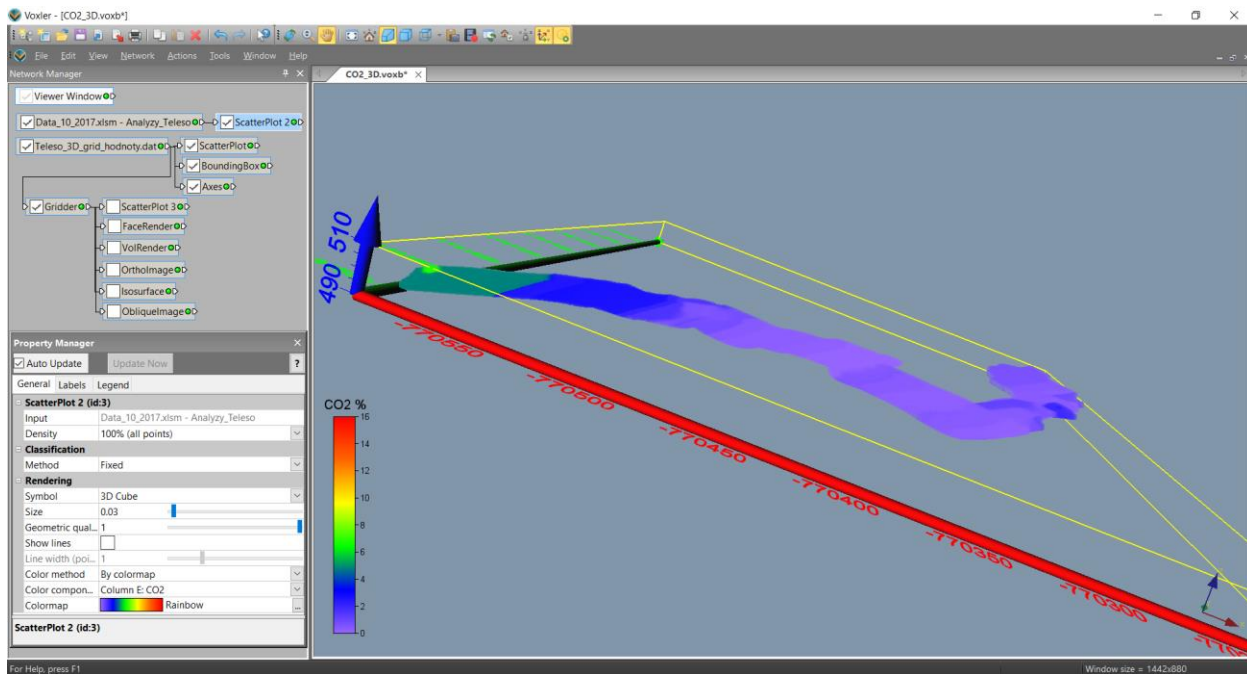 Voxler - [CO2_3D.voxb*]
File Edit View Network Actions Tools Window Help
Network Manager
CO2_3D.voxb*
Viewer Window
Data_10_2017.xlsm - Analyzy_Teleso
ScatterPlot 2
Teleso_3D_grid_hodnoty.dat
ScatterPlot
BoundingBox
Axes
Gridder
ScatterPlot 3
FaceRender
VolRender
OrthoImage
Isosurface
ObliqueImage
Property Manager
Auto Update
Update Now
?
General Labels Legend
ScatterPlot 2 (id:3)
Input Data_10_2017.xlsm - Analyzy_Teleso
Density 100% (all points)
Classification
Method Fixed
Rendering
Symbol 3D Cube
Size 0.03
Geometric qual... 1
Show lines
Line width (poi... 1
Color method By colormap
Color compon... Column E: CO2
Colormap Rainbow ...
ScatterPlot 2 (id:3)
510
490
-770550
-770500
-770450
-770400
-770350
-770300
CO2 %
16
14
12
10
8
6
4
2
0
For Help, press F1
Window size = 1442x880